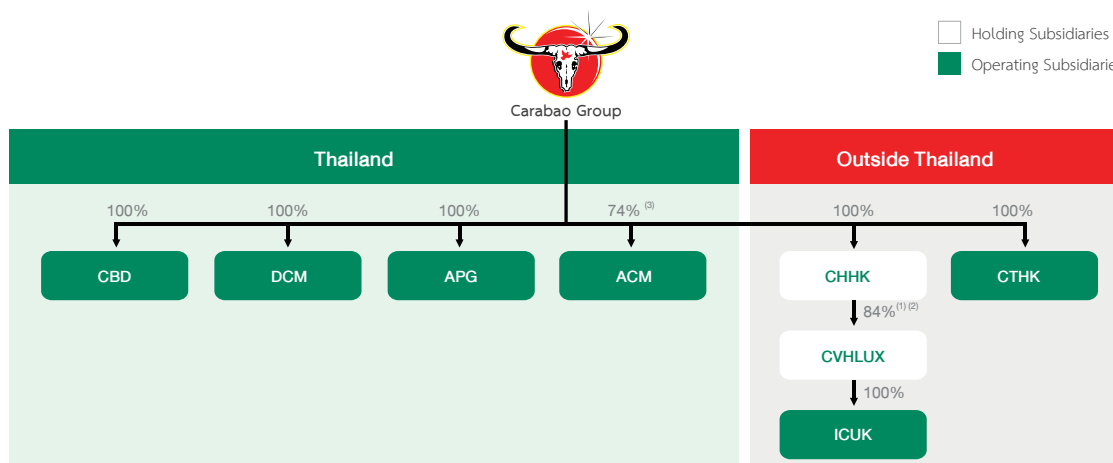 Holding Subsidiaries
Operating Subsidiarie
Carabao Group
Thailand
Outside Thailand
100% 100% 100% 74% (3) 100% 100%
CBD DCM APG ACM CHHK CTHK
84% (1) (2)
CVHLUX
100%
ICUK